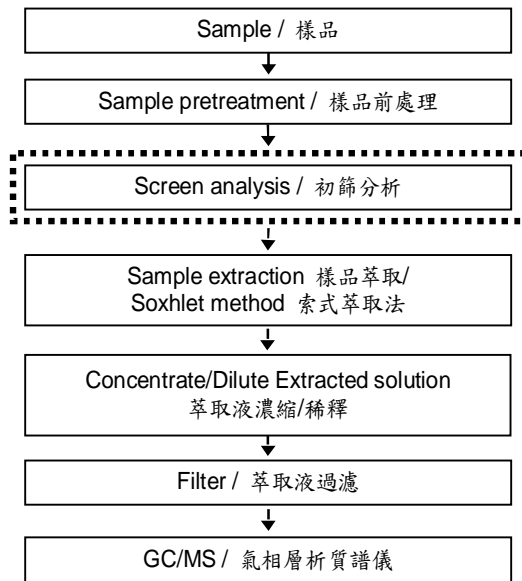 Sample / 樣品
Sample pretreatment / 樣品前處理
Screen analysis / 初篩分析
Sample extraction 樣品萃取/
Soxhlet method 索式萃取法
Concentrate/Dilute Extracted solution
萃取液濃縮/稀釋
Filter / 萃取液過濾
GC/MS / 氣相層析質譜儀